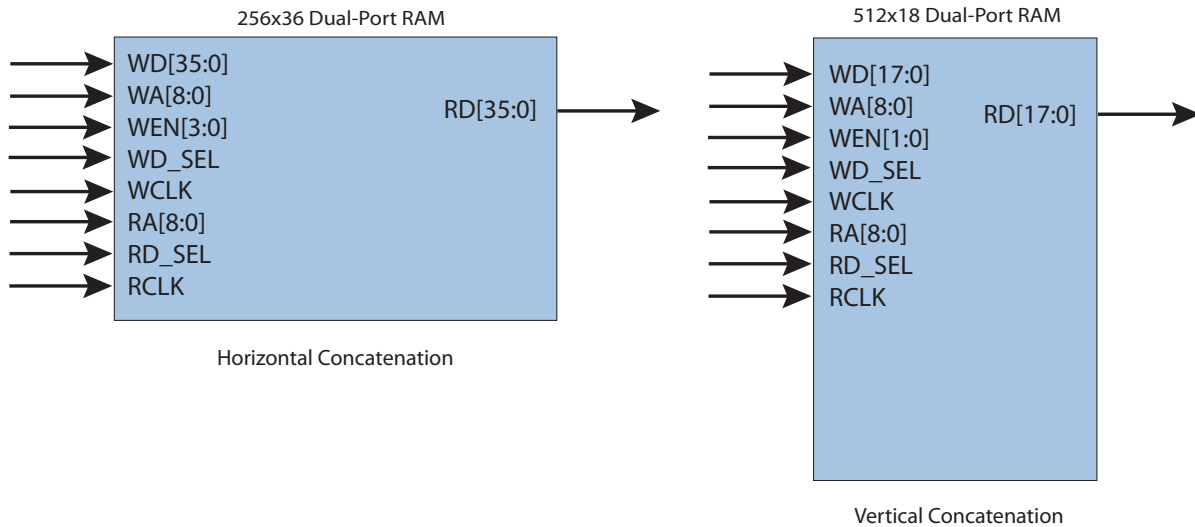 256x36 Dual-Port RAM
WD[35:0]
WA[8:0]
WEN[3:0]
WD_SEL
WCLK
RA[8:0]
RD_SEL
RCLK
RD[35:0]
Horizontal Concatenation
512x18 Dual-Port RAM
WD[17:0]
WA[8:0]
WEN[1:0]
WD_SEL
WCLK
RA[8:0]
RD_SEL
RCLK
RD[17:0]
Vertical Concatenation